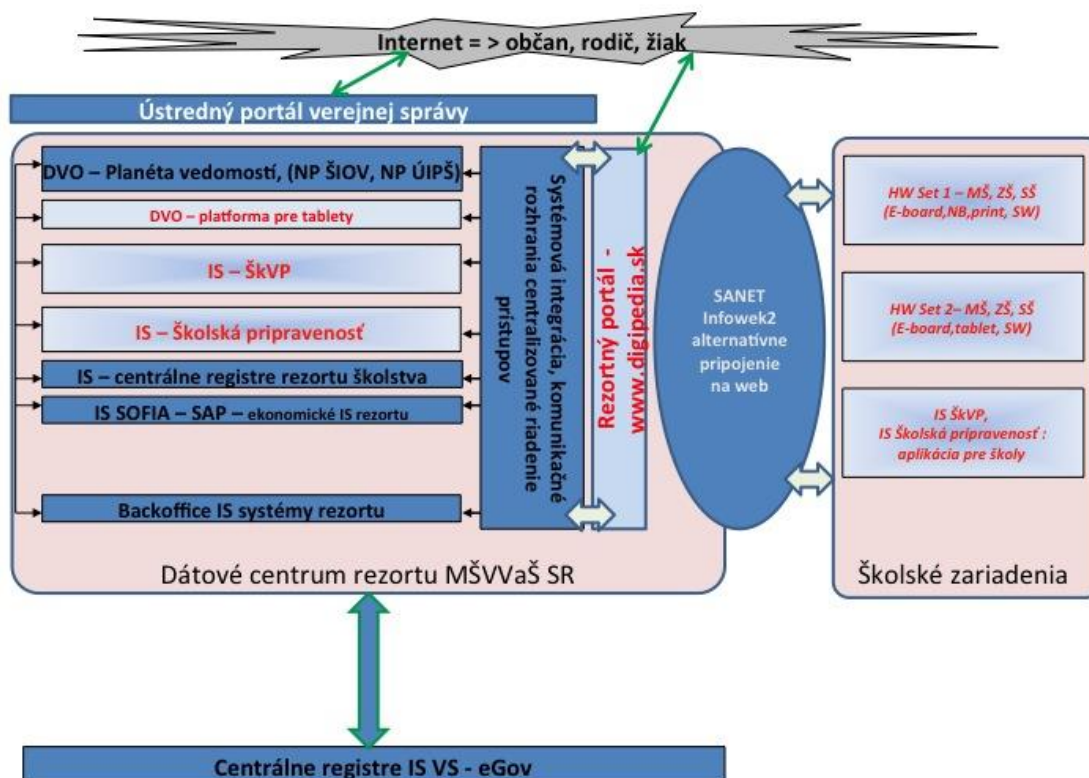 Internet = > občan, rodič, žiak
Ústredný portál verejnej správy
DVO – Planéta vedomostí, (NP ŠIOV, NP ÚIPŠ)
DVO – platforma pre tablety
IS – ŠkVP
IS – Školská pripravenosť
IS – centrálne registre rezortu školstva
IS SOFIA – SAP – ekonomické IS rezortu
Backoffice IS systémy rezortu
Systémová integrácia, komunikačné
rozhrania centralizované riadenie
prístupov
Rezortný portál -
www.digipedia.sk
Dátové centrum rezortu MŠVVaŠ SR
SANET
Infowek2
alternatívne
pripojenie
na web
HW Set 1 – MŠ, ZŠ, SŠ
(E-board,NB,print, SW)
HW Set 2– MŠ, ZŠ, SŠ
(E-board,tablet, SW)
IS ŠkVP,
IS Školská pripravenosť :
aplikácia pre školy
Školské zariadenia
Centrálne registre IS VS - eGov